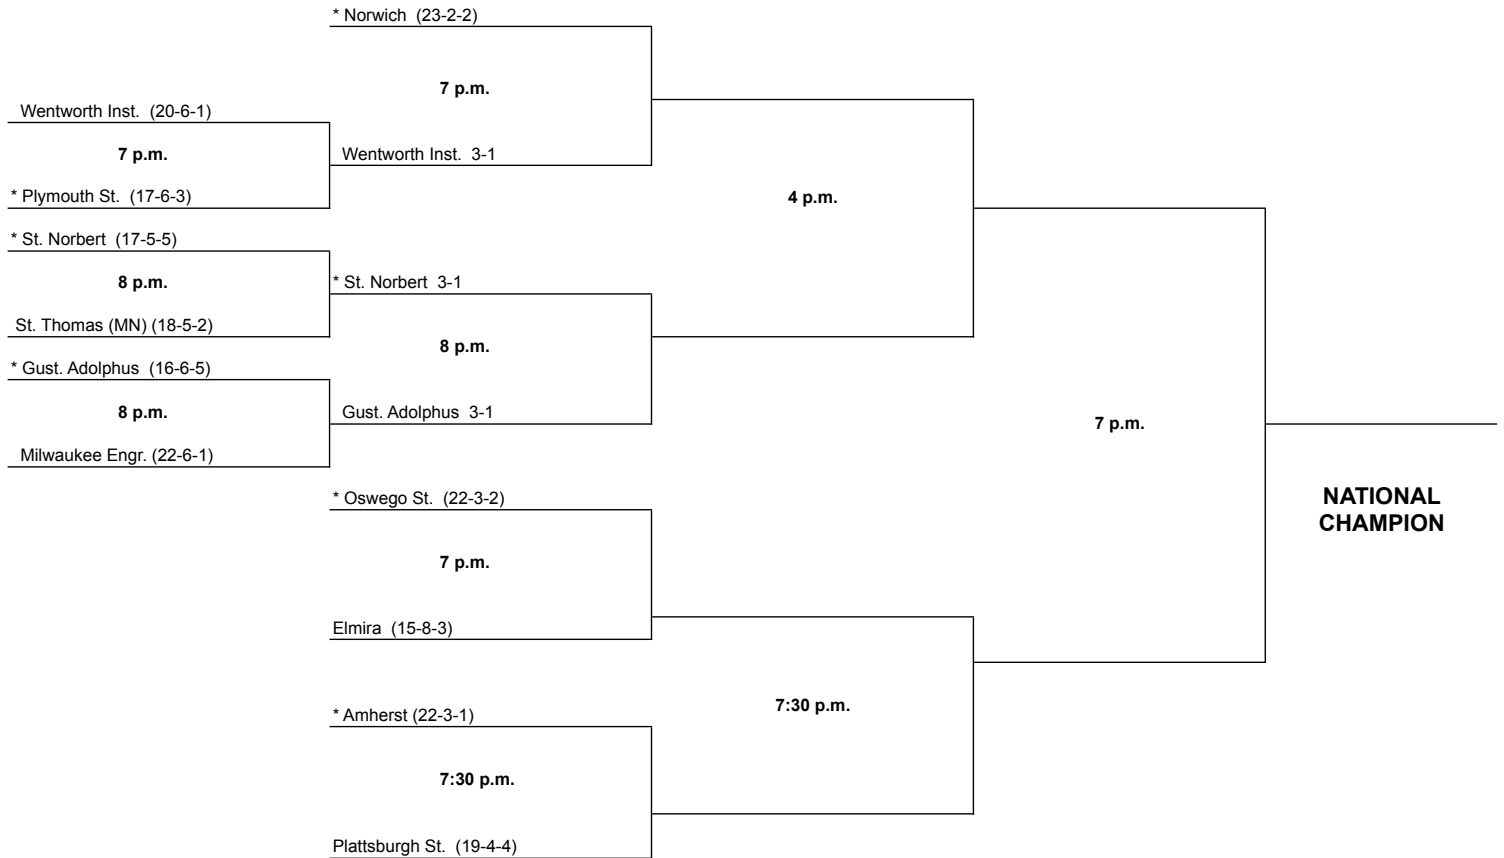 * Norwich (23-2-2)
7 p.m.
Wentworth Inst. (20-6-1)
7 p.m.
Wentworth Inst. 3-1
* Plymouth St. (17-6-3)
4 p.m.
* St. Norbert (17-5-5)
8 p.m.
* St. Norbert 3-1
St. Thomas (MN) (18-5-2)
8 p.m.
* Gust. Adolphus (16-6-5)
8 p.m.
Gust. Adolphus 3-1
7 p.m.
Milwaukee Engr. (22-6-1)
* Oswego St. (22-3-2)
NATIONAL
CHAMPION
7 p.m.
Elmira (15-8-3)
7:30 p.m.
* Amherst (22-3-1)
7:30 p.m.
Plattsburgh St. (19-4-4)